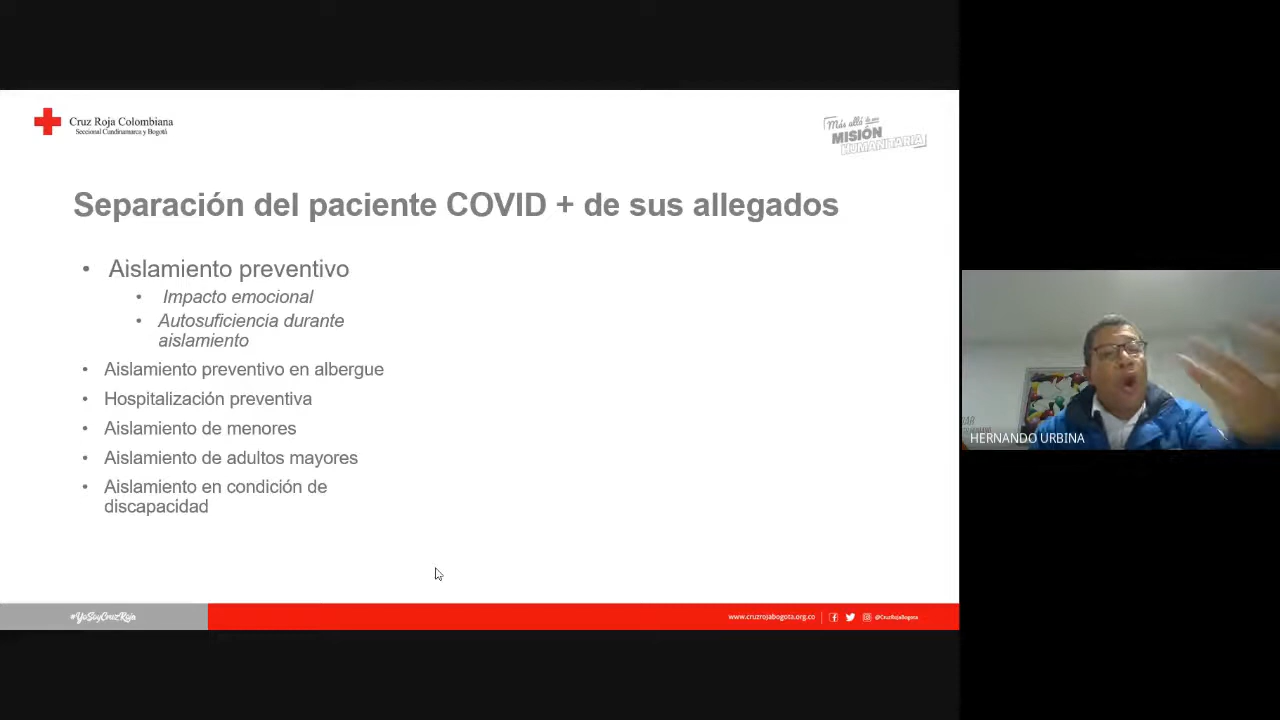 Cruz Roja Colombiana
Seccional Cundinamarca y Bogotá
Más allá de una
MISIÓN
HUMANITARIA
Separación del paciente COVID + de sus allegados
• Aislamiento preventivo
• Impacto emocional
• Autosuficiencia durante
aislamiento
• Aislamiento preventivo en albergue
• Hospitalización preventiva
• Aislamiento de menores
• Aislamiento de adultos mayores
• Aislamiento en condición de
discapacidad
HERNANDO URBINA
#YoSoyCruzRoja
www.cruzrojabogota.org.co
@CruzRojaBogota